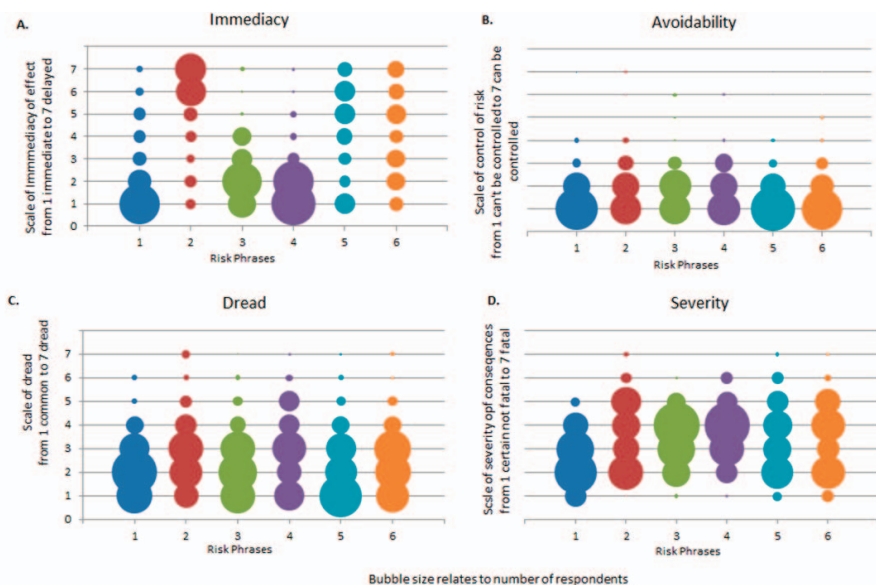 A.
Immediacy
Scale of Immmediacy of effect
from 1 immediate to 7 delayed
7
6
5
4
3
2
1
0
1 2 3 4 5 6
Risk Phrases
B.
Avoidability
Scale of control of risk
from 1 can't be controlled to 7 can be
controlled
1 2 3 4 5 6
Risk Phrases
C.
Dread
Scale of dread
from 1 common to 7 dread
7
6
5
4
3
2
1
0
1 2 3 4 5 6
Risk Phrases
D.
Severity
Scsle of severity opf conseqences
from 1 certain not fatal to 7 fatal
1 2 3 4 5 6
Risk Phrases
Bubble size relates to number of respondents